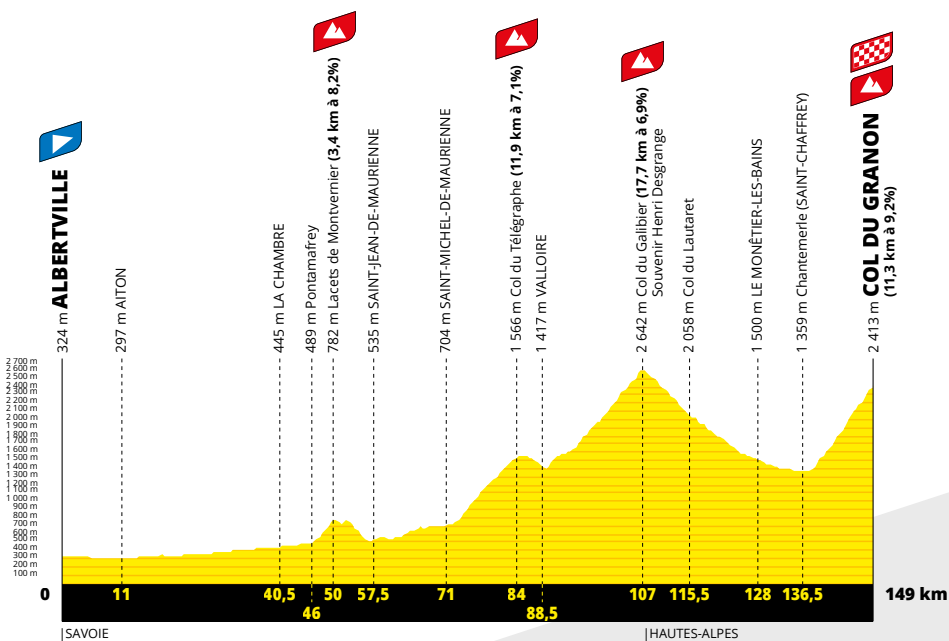 324 m ALBERTVILLE
297 m AITON
445 m LA CHAMBRE
489 m Pontamafrey
782 m Lacets de Montvernier (3,4 km à 8,2%)
535 m SAINT-JEAN-DE-MAURIENNE
704 m SAINT-MICHEL-DE-MAURIENNE
1 566 m Col du Télégraphe (11,9 km à 7,1%)
1 417 m VALLOIRE
2 642 m Col du Galibier (17,7 km à 6,9%)
Souvenir Henri Desgrange
2 058 m Col du Lautaret
1 500 m LE MONÊTIER-LES-BAINS
1 359 m Chantemerle (SAINT-CHAFFREY)
2 413 m COL DU GRANON
(11,3 km à 9,2%)
2 700 m
2 600 m
2 400 m
2 300 m
2 200 m
2 100 m
2 000 m
1 900 m
1 800 m
1 700 m
1 600 m
1 500 m
1 400 m
1 300 m
1 200 m
1 100 m
1 000 m
900 m
800 m
700 m
600 m
500 m
400 m
300 m
200 m
100 m
0 11 40,5 50 57,5 71 84 107 115,5 128 136,5 149 km
46 88,5
|SAVOIE |HAUTES-ALPES